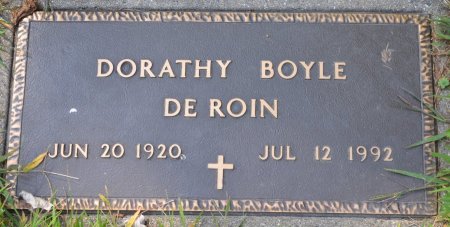 DORATHY BOYLE
DE ROIN
JUN 20 1920 JUL 12 1992